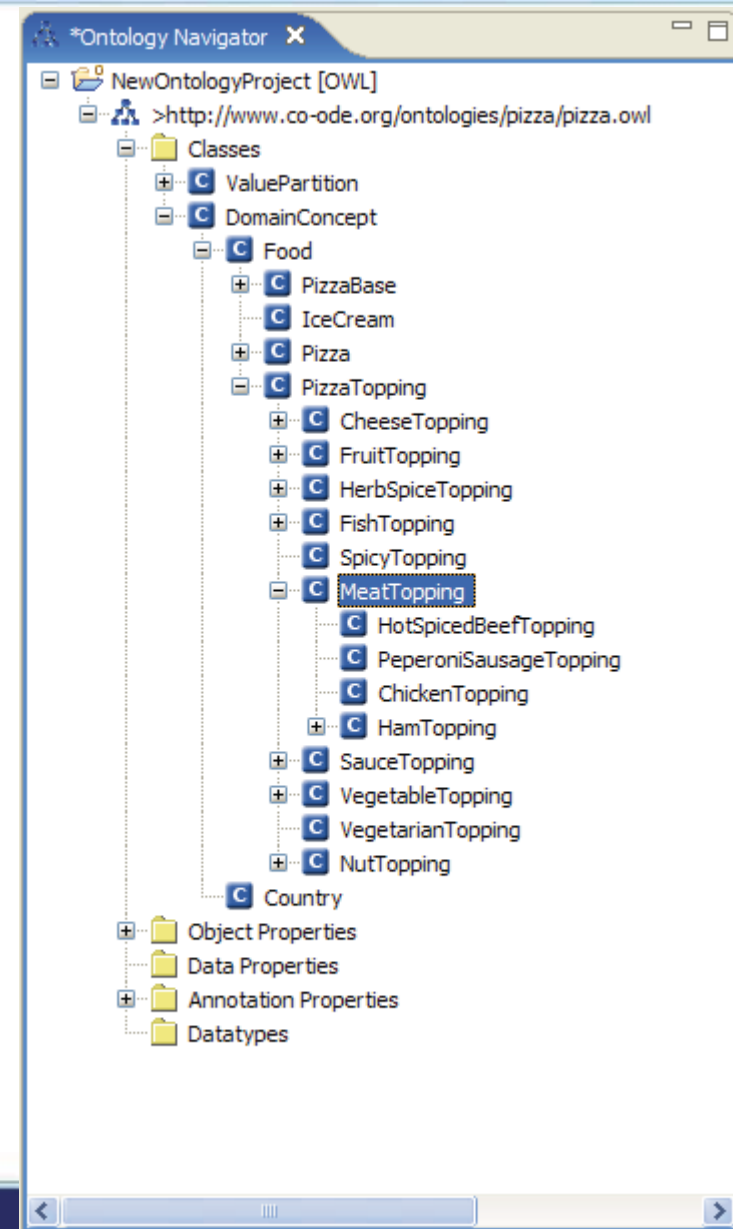 *Ontology Navigator
NewOntologyProject [OWL]
>http://www.co-ode.org/ontologies/pizza/pizza.owl
Classes
C ValuePartition
C DomainConcept
C Food
C PizzaBase
C IceCream
C Pizza
C PizzaTopping
C CheeseTopping
C FruitTopping
C HerbSpiceTopping
C FishTopping
C SpicyTopping
C MeatTopping
C HotSpicedBeefTopping
C PeperoniSausageTopping
C ChickenTopping
C HamTopping
C SauceTopping
C VegetableTopping
C VegetarianTopping
C NutTopping
C Country
Object Properties
Data Properties
Annotation Properties
Datatypes